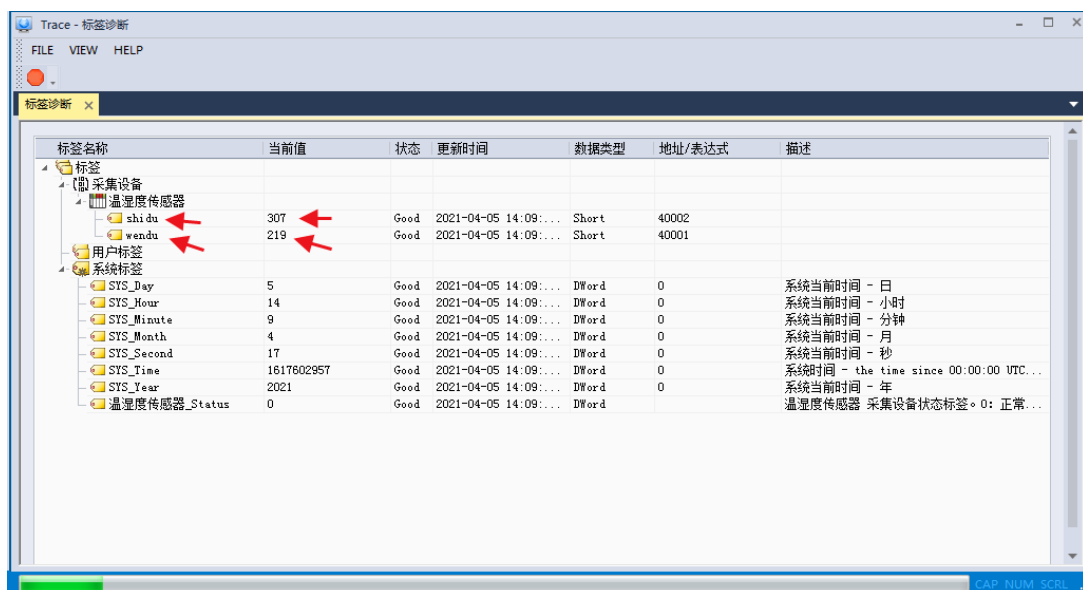 Trace - 标签诊断
FILE VIEW HELP
标签诊断
标签名称 当前值 状态 更新时间 数据类型 地址/表达式 描述
标签
采集设备
温湿度传感器
shidu 307 Good 2021-04-05 14:09:... Short 40002
wendu 219 Good 2021-04-05 14:09:... Short 40001
用户标签
系统标签
SYS_Day 5 Good 2021-04-05 14:09:... DWord 0 系统当前时间 - 日
SYS_Hour 14 Good 2021-04-05 14:09:... DWord 0 系统当前时间 - 小时
SYS_Minute 9 Good 2021-04-05 14:09:... DWord 0 系统当前时间 - 分钟
SYS_Month 4 Good 2021-04-05 14:09:... DWord 0 系统当前时间 - 月
SYS_Second 17 Good 2021-04-05 14:09:... DWord 0 系统当前时间 - 秒
SYS_Time 1617602957 Good 2021-04-05 14:09:... DWord 0 系统时间 - the time since 00:00:00 UTC...
SYS_Year 2021 Good 2021-04-05 14:09:... DWord 0 系统当前时间 - 年
温湿度传感器_Status 0 Good 2021-04-05 14:09:... DWord 温湿度传感器 采集设备状态标签。0: 正常...
CAP NUM SCRL